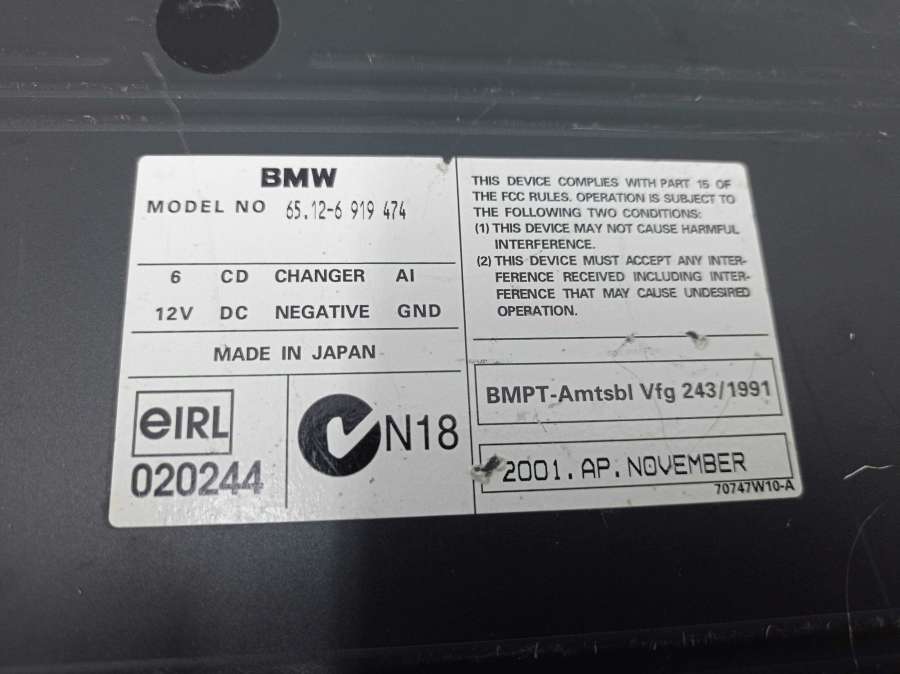 BMW
MODEL NO 65.12-6 919 474
6 CD CHANGER AI
12V DC NEGATIVE GND
MADE IN JAPAN
eIRL
020244
N18
THIS DEVICE COMPLIES WITH PART 15 OF
THE FCC RULES. OPERATION IS SUBJECT TO
THE FOLLOWING TWO CONDITIONS:
(1) THIS DEVICE MAY NOT CAUSE HARMFUL
INTERFERENCE.
(2) THIS DEVICE MUST ACCEPT ANY INTER-
FERENCE RECEIVED INCLUDING INTER-
FERENCE THAT MAY CAUSE UNDESIRED
OPERATION.
BMPT-Amtsbl Vfg 243/1991
2001. AP. NOVEMBER
70747W10-A